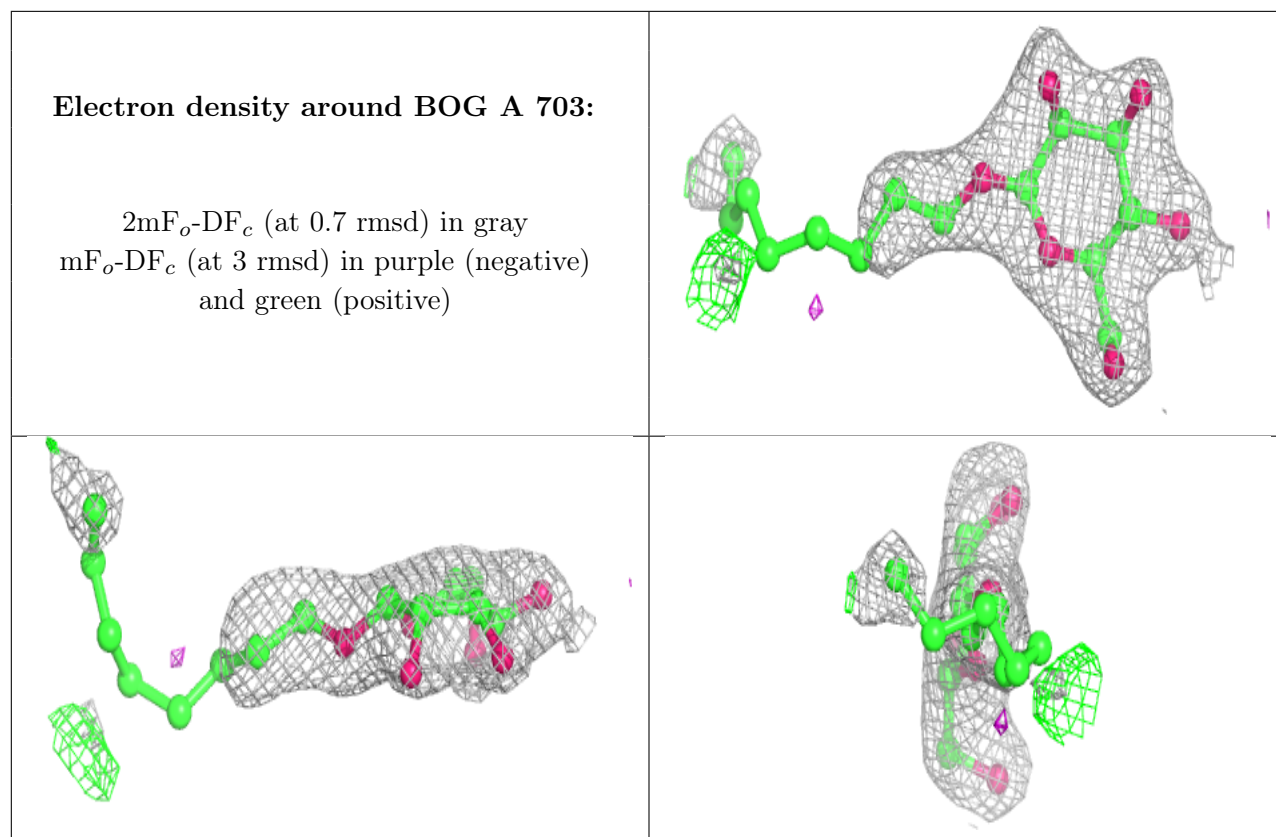 Electron density around BOG A 703:
2mFo-DFc (at 0.7 rmsd) in gray
mFo-DFc (at 3 rmsd) in purple (negative)
and green (positive)